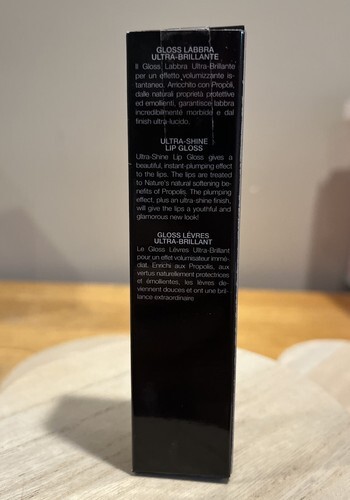 GLOSS LABBRA
ULTRA-BRILLANTE
Il Gloss Labbra Ultra-Brillante
per un effetto volumizzante is-
tantaneo. Arricchito con Propoli,
dalle naturali proprietà protettive
ed emollienti, garantisce labbra
incredibilmente morbide e dal
finish ultra-lucido.
ULTRA-SHINE
LIP GLOSS
Ultra-Shine Lip Gloss gives a
beautiful, instant-plumping effect
to the lips. The lips are treated
to Nature's natural softening be-
nefits of Propolis. The plumping
effect, plus an ultra-shine finish,
will give the lips a youthful and
glamorous new look!
GLOSS LÈVRES
ULTRA-BRILLANT
Le Gloss Lèvres Ultra-Brillant
pour un effet volumisateur immé-
diat. Enrichi aux Propolis, aux
vertus naturellement protectrices
et émollientes, les lèvres de-
viennent douces et ont une bril-
lance extraordinaire